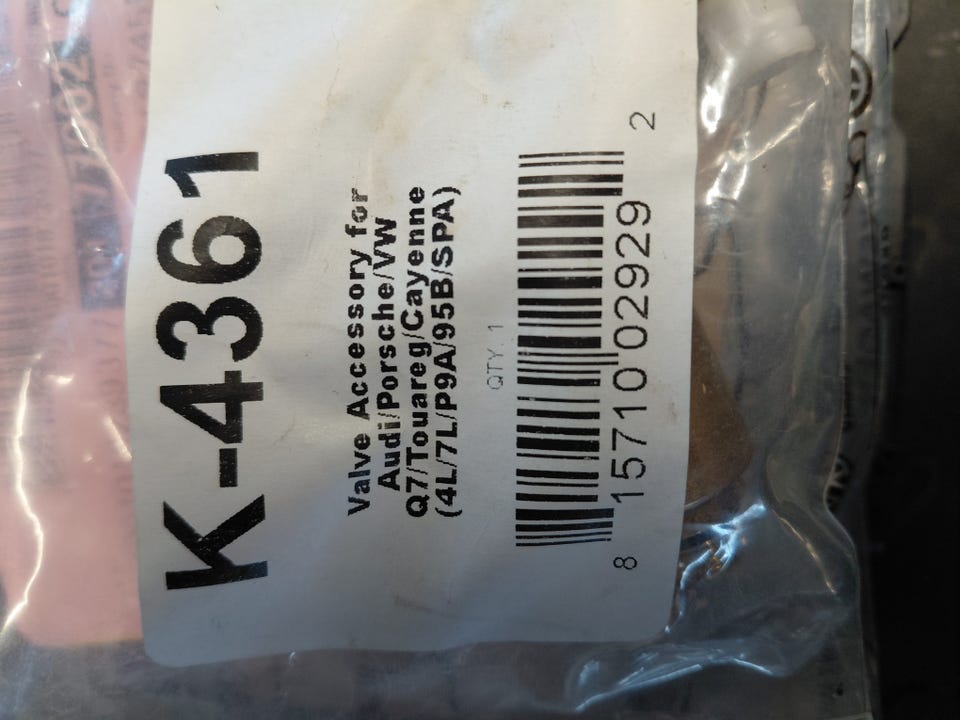 K-4361
Valve Accessory for
Audi/Porsche/VW
Q7/Touareg/Cayenne
(4L/7L/P9A/95B/SPA)
QTY. 1
8 15710 02929 2